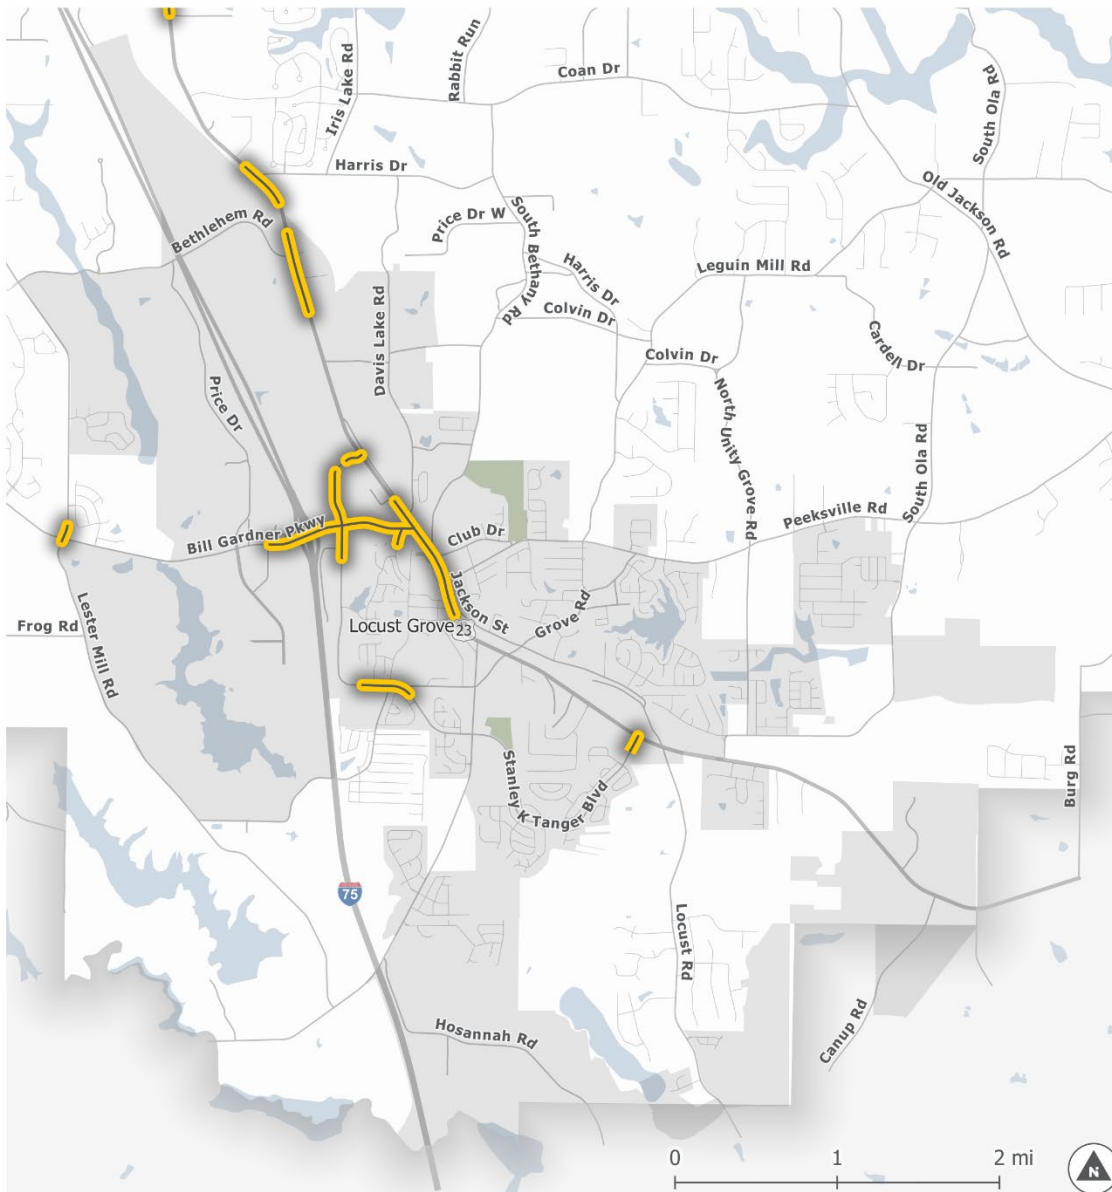 Rabbit Run
Iris Lake Rd
Coan Dr
South Ola Rd
Harris Dr
Old Jackson Rd
Bethlehem Rd
Price Dr W
South Bethany Rd
Harris Dr
Leguin Mill Rd
Colvin Dr
Davis Lake Rd
Colvin Dr
Cardell Dr
Price Dr
North Unity Grove Rd
South Ola Rd
Peeksville Rd
Bill Gardner Pkwy
Club Dr
Jackson St
Grove Rd
Locust Grove
23
Frog Rd
Lester Mill Rd
Stanley K Tanger Blvd
Burg Rd
75
Locust Rd
Hosannah Rd
Canup Rd
0 1 2 mi
N